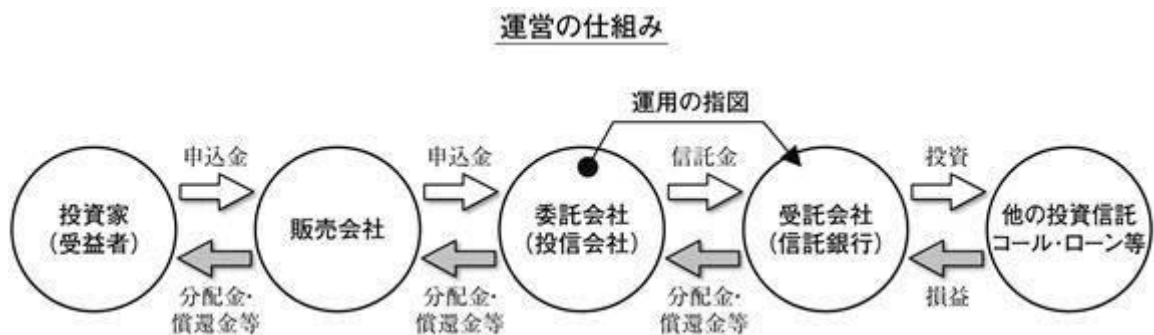 運営の仕組み
運用の指図
申込金
申込金
信託金
投資
投資家
(受益者)
販売会社
委託会社
(投信会社)
受託会社
(信託銀行)
他の投資信託
コール・ローン等
分配金・
償還金等
分配金・
償還金等
分配金・
償還金等
損益